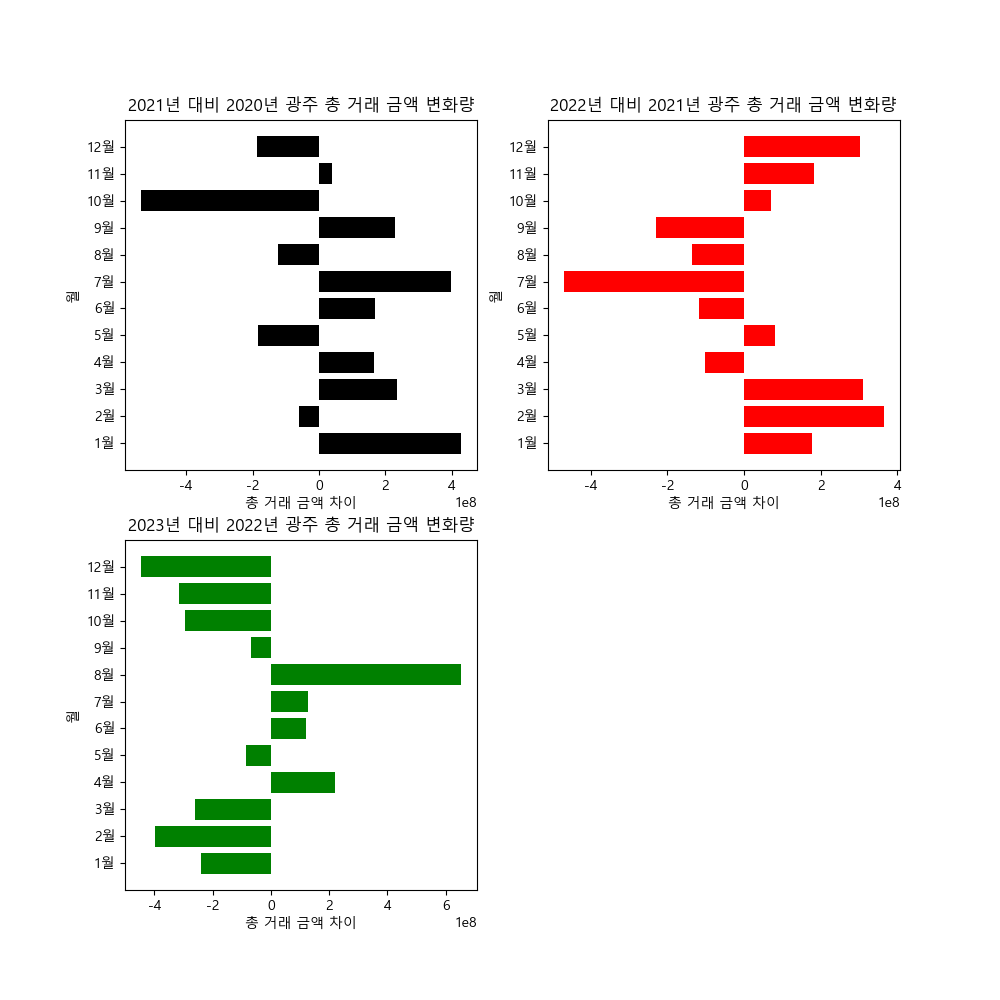 2021년 대비 2020년 광주 총 거래 금액 변화량
12월
11월
10월
9월
8월
7월
6월
5월
4월
3월
2월
1월
월
-4
-2
0
2
4
1e8
총 거래 금액 차이
2022년 대비 2021년 광주 총 거래 금액 변화량
12월
11월
10월
9월
8월
7월
6월
5월
4월
3월
2월
1월
월
-4
-2
0
2
4
1e8
총 거래 금액 차이
2023년 대비 2022년 광주 총 거래 금액 변화량
12월
11월
10월
9월
8월
7월
6월
5월
4월
3월
2월
1월
월
-4
-2
0
2
4
6
1e8
총 거래 금액 차이